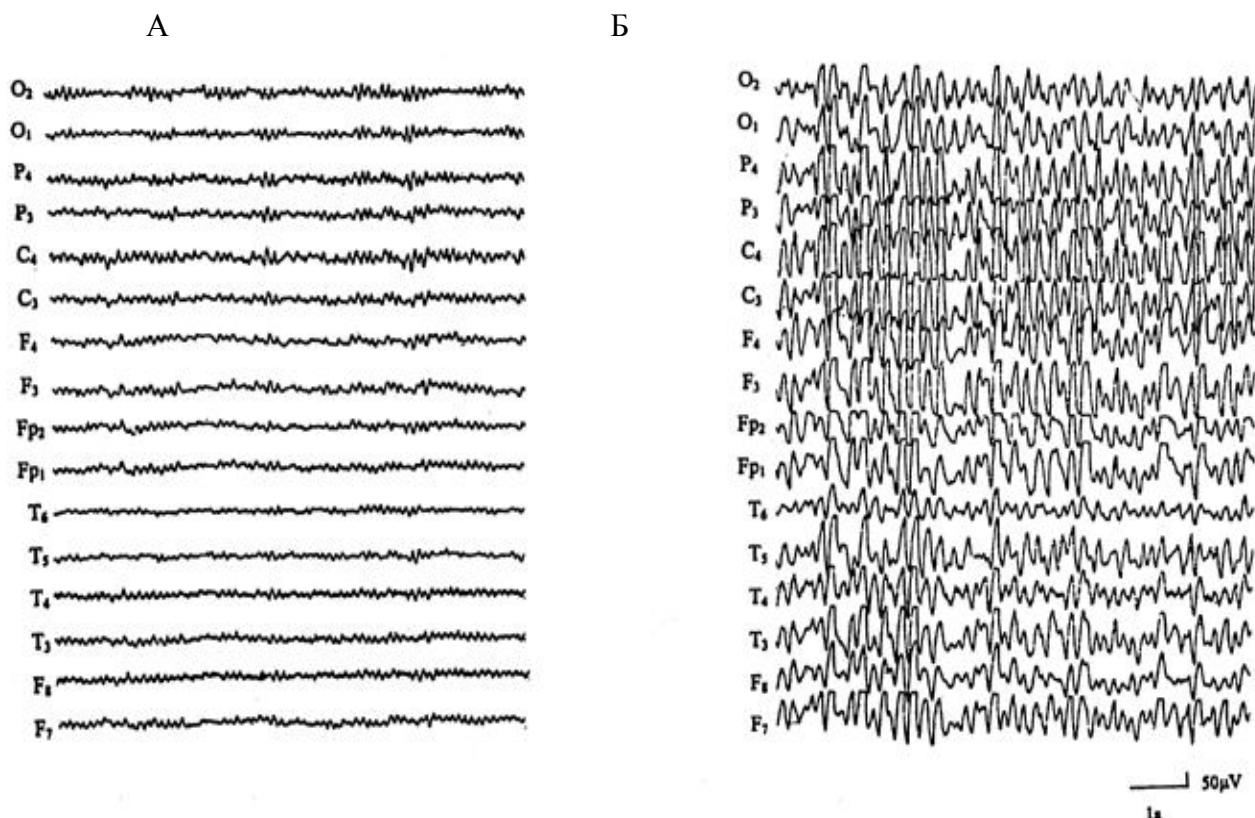 А Б
O₂ O₂
O₁ O₁
P₄ P₄
P₃ P₃
C₄ C₄
C₃ C₃
F₄ F₄
F₃ F₃
Fp₂ Fp₂
Fp₁ Fp₁
T₆ T₆
T₅ T₅
T₄ T₄
T₃ T₃
F₈ F₈
F₇ F₇
50μV
1s